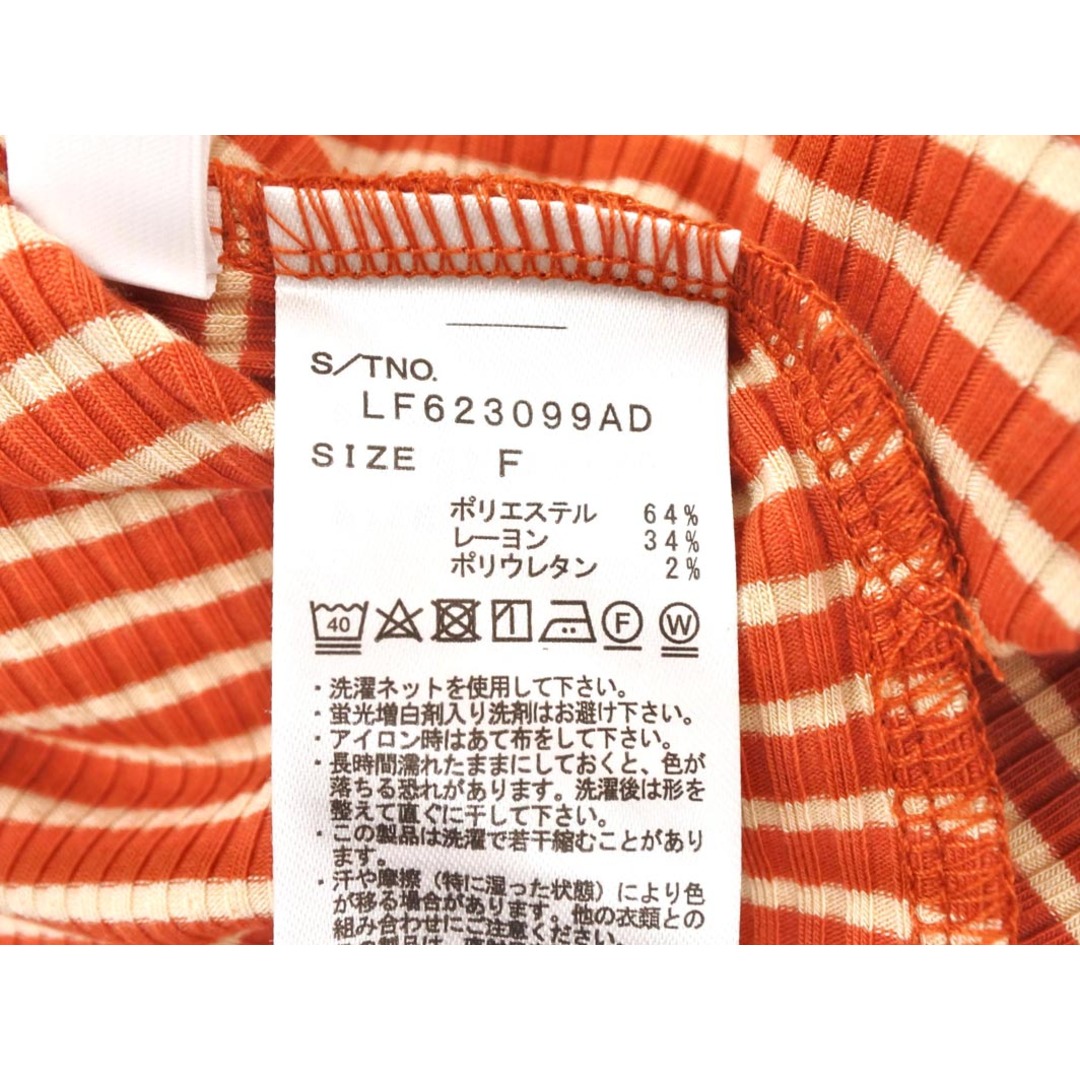 S/TNO.
LF623099AD
SIZE F
ポリエステル 64%
レーヨン 34%
ポリウレタン 2%
40 F W
・洗濯ネットを使用して下さい。
・蛍光増白剤入り洗剤はお避け下さい。
・アイロン時はあて布をして下さい。
・長時間濡れたままにしておくと、色が
落ちる恐れがあります。洗濯後は形を
整えて直ぐに干して下さい。
・この製品は洗濯で若干縮むことがあり
ます。
・汗や摩擦（特に湿った状態）により色
が移る場合があります。他の衣類との
組み合わせにご注意ください。